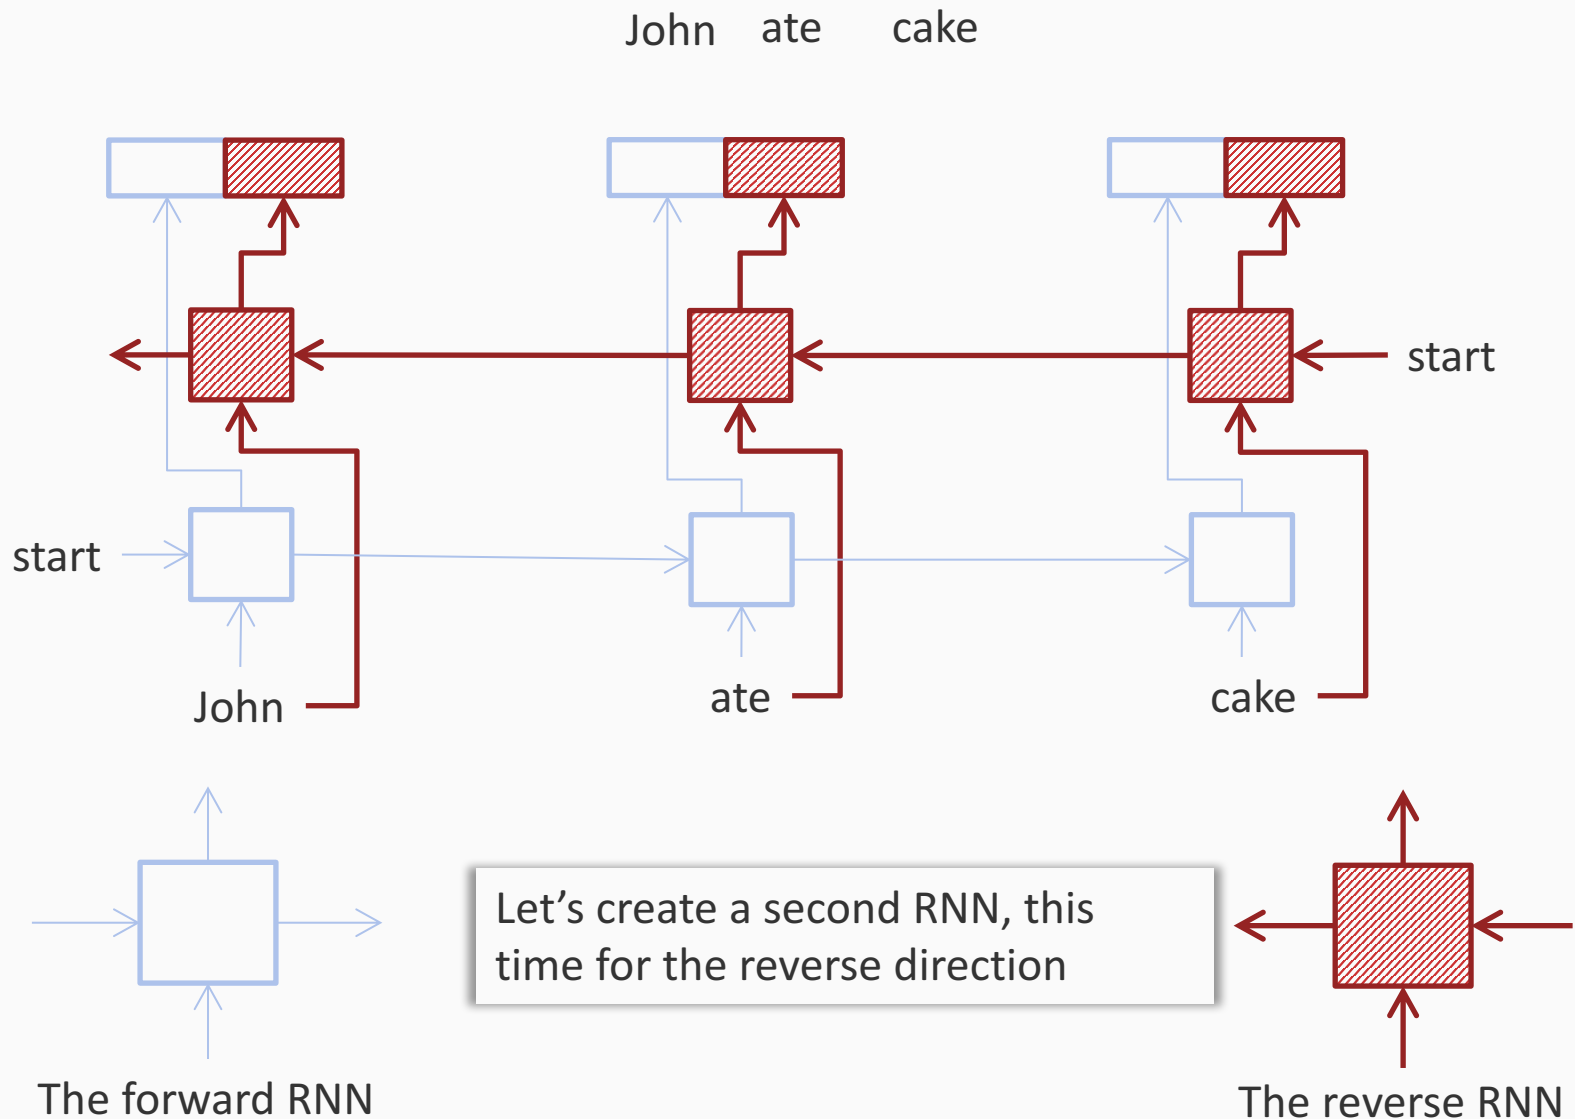 John ate cake
start
start
John ate cake
Let’s create a second RNN, this
time for the reverse direction
The forward RNN
The reverse RNN